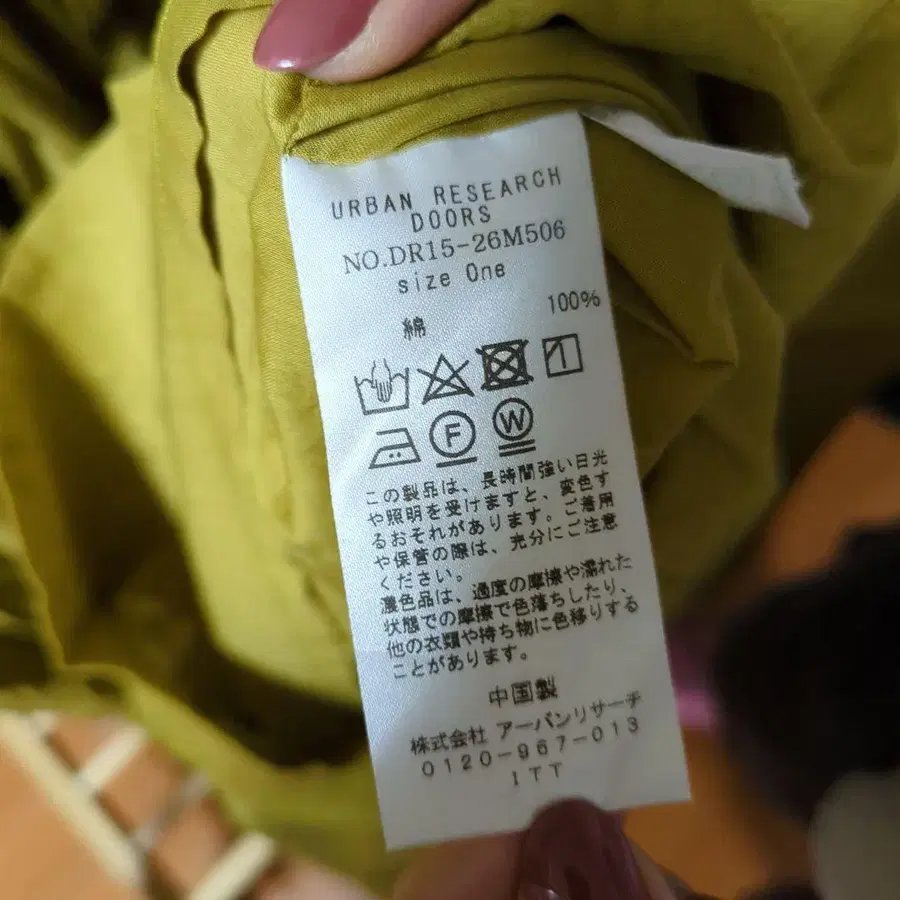 URBAN RESEARCH
DOORS
NO.DR15-26M506
size One
綿 100%
F W
この製品は、長時間強い日光
や照明を受けますと、変色す
るおそれがあります。ご着用
や保管の際は、充分にご注意
ください。
濃色品は、過度の摩擦や濡れた
状態での摩擦で色落ちしたり、
他の衣類や持ち物に色移りする
ことがあります。
中国製
株式会社 アーバンリサーチ
0120-967-013
ITT